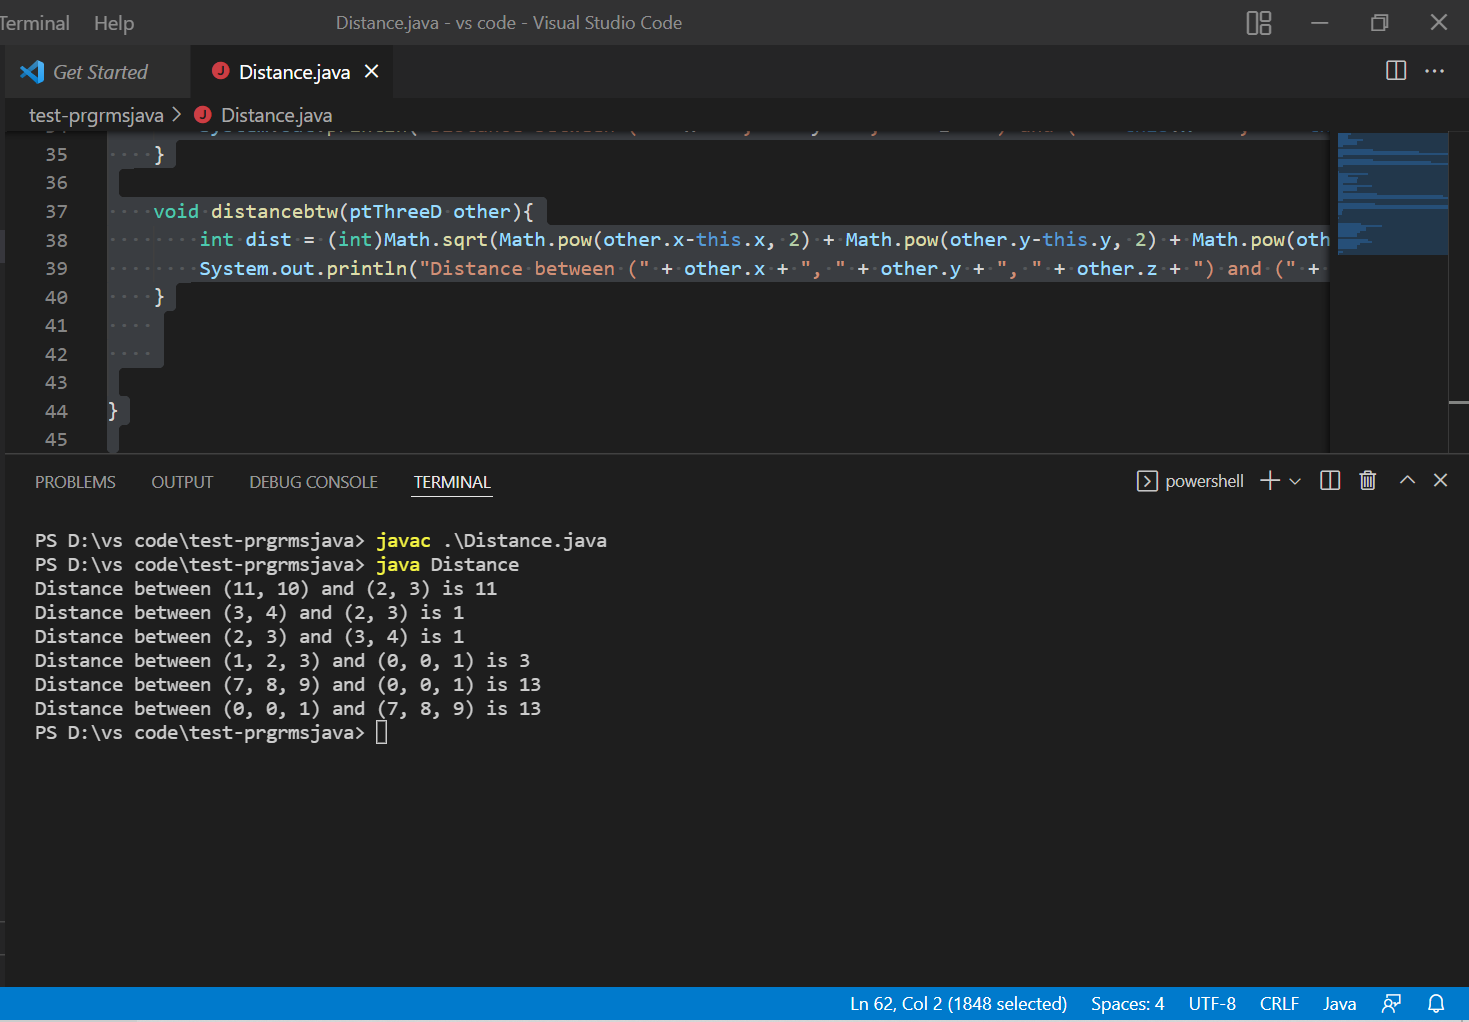 Terminal Help Distance.java - vs code - Visual Studio Code
Get Started Distance.java
test-prgrmsjava > Distance.java
35 }
36
37 void distancebtw(ptThreeD other){
38 int dist = (int)Math.sqrt(Math.pow(other.x-this.x, 2) + Math.pow(other.y-this.y, 2) + Math.pow(oth
39 System.out.println("Distance between (" + other.x + ", " + other.y + ", " + other.z + ") and (" +
40 }
41
42
43
44 }
45
PROBLEMS OUTPUT DEBUG CONSOLE TERMINAL powershell
PS D:\vs code\test-prgrmsjava> javac .\Distance.java
PS D:\vs code\test-prgrmsjava> java Distance
Distance between (11, 10) and (2, 3) is 11
Distance between (3, 4) and (2, 3) is 1
Distance between (2, 3) and (3, 4) is 1
Distance between (1, 2, 3) and (0, 0, 1) is 3
Distance between (7, 8, 9) and (0, 0, 1) is 13
Distance between (0, 0, 1) and (7, 8, 9) is 13
PS D:\vs code\test-prgrmsjava>
Ln 62, Col 2 (1848 selected) Spaces: 4 UTF-8 CRLF Java